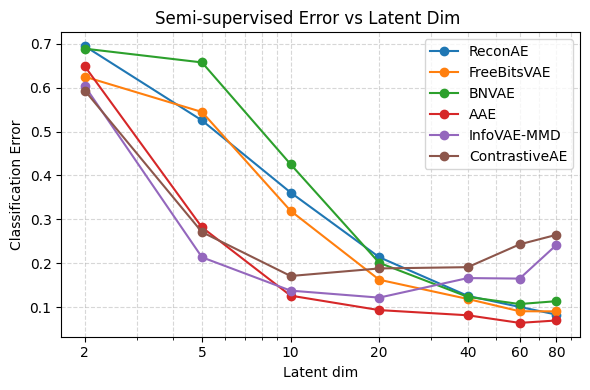 Semi-supervised Error vs Latent Dim
Classification Error
0.7
0.6
0.5
0.4
0.3
0.2
0.1
ReconAE
FreeBitsVAE
BNVAE
AAE
InfoVAE-MMD
ContrastiveAE
2 5 10 20 40 60 80
Latent dim